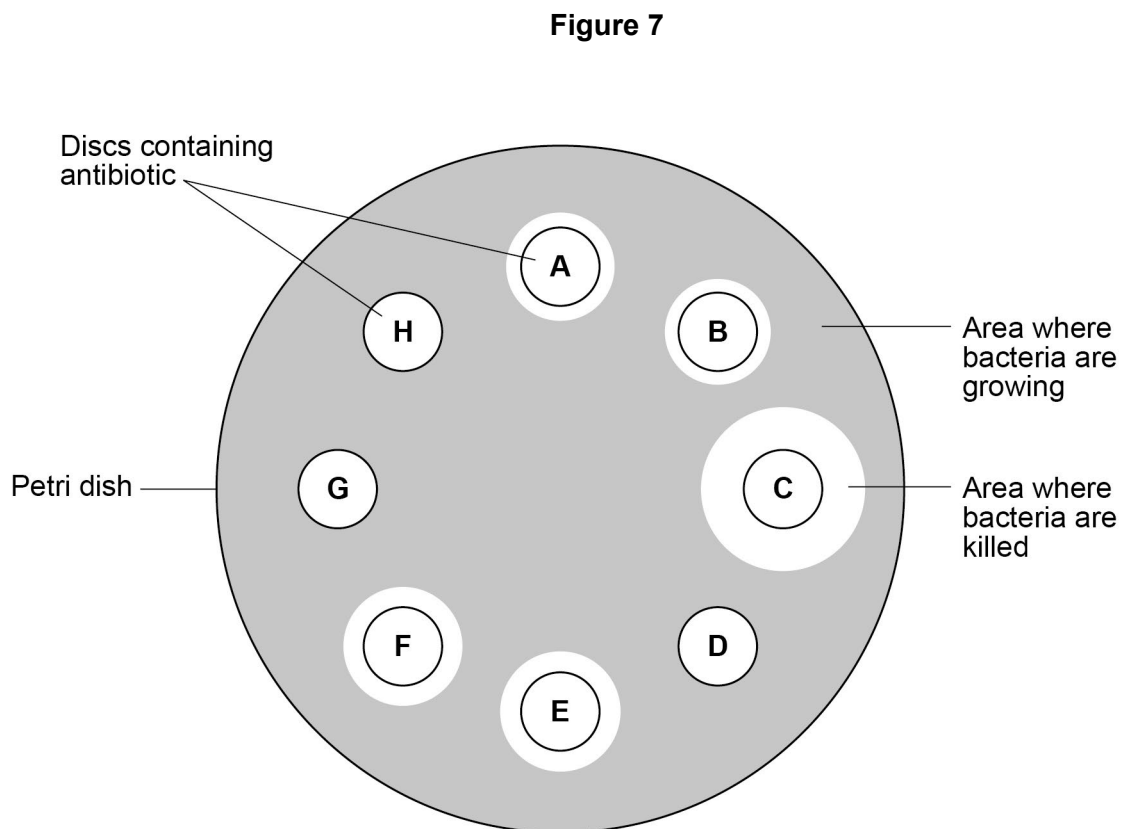 Figure 7
Discs containing
antibiotic
A
H
B
Area where
bacteria are
growing
Petri dish
G
C
Area where
bacteria are
killed
F
D
E